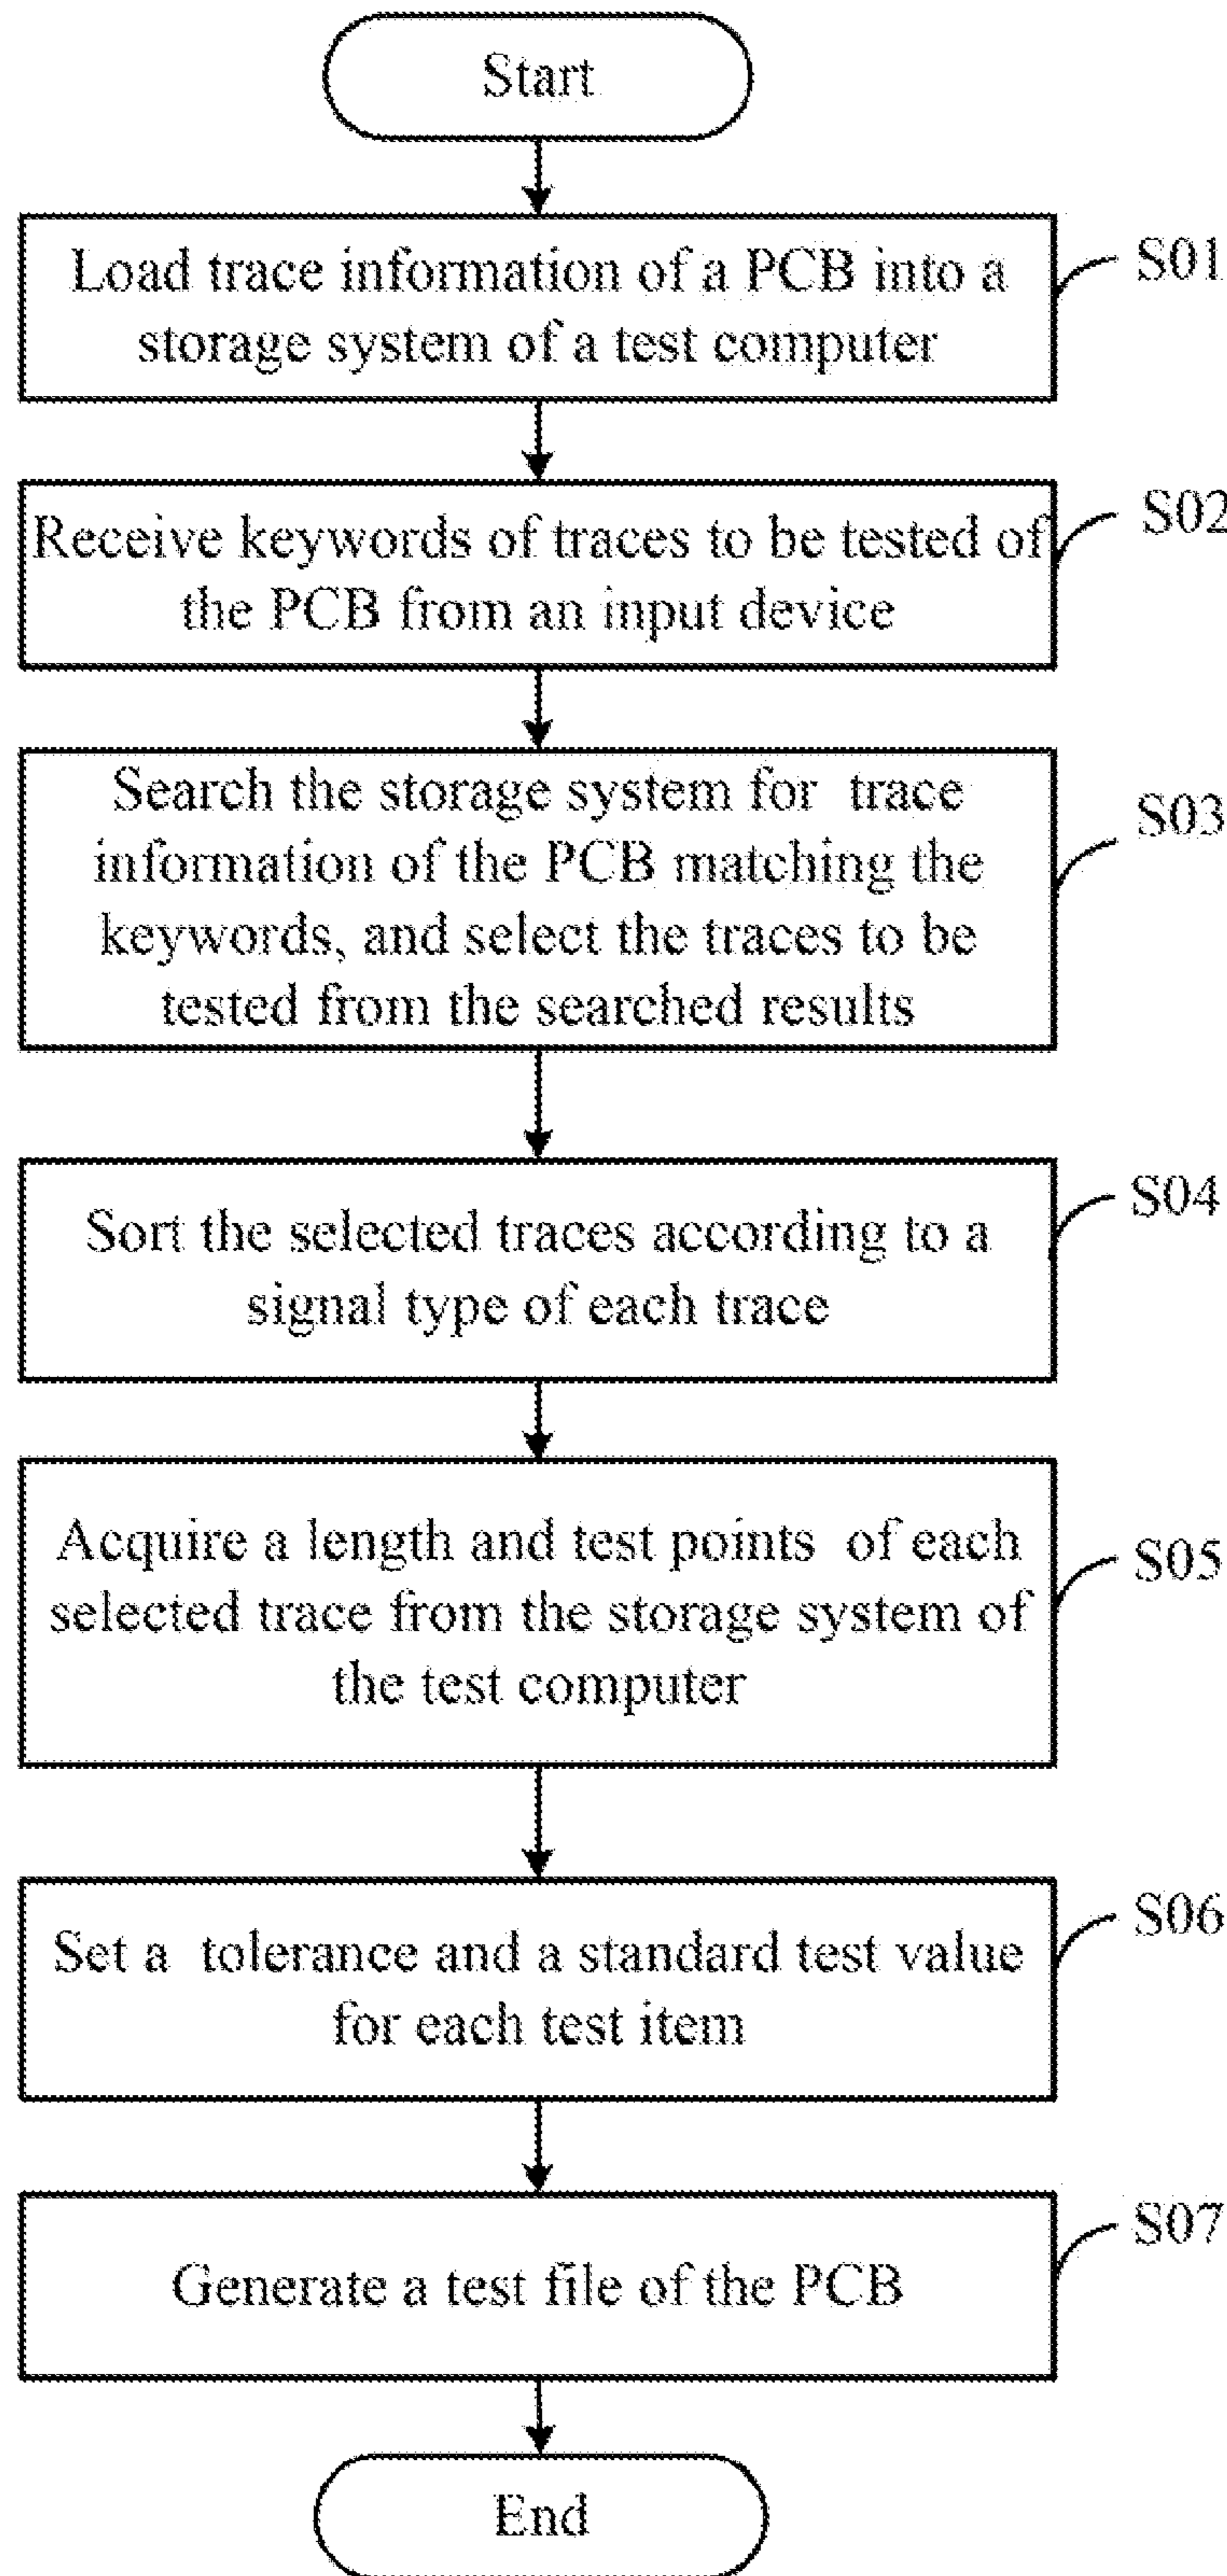 Start
Load trace information of a PCB into a
storage system of a test computer
S01
Receive keywords of traces to be tested of
the PCB from an input device
S02
Search the storage system for trace
information of the PCB matching the
keywords, and select the traces to be
tested from the searched results
S03
Sort the selected traces according to a
signal type of each trace
S04
Acquire a length and test points of each
selected trace from the storage system of
the test computer
S05
Set a tolerance and a standard test value
for each test item
S06
Generate a test file of the PCB
S07
End